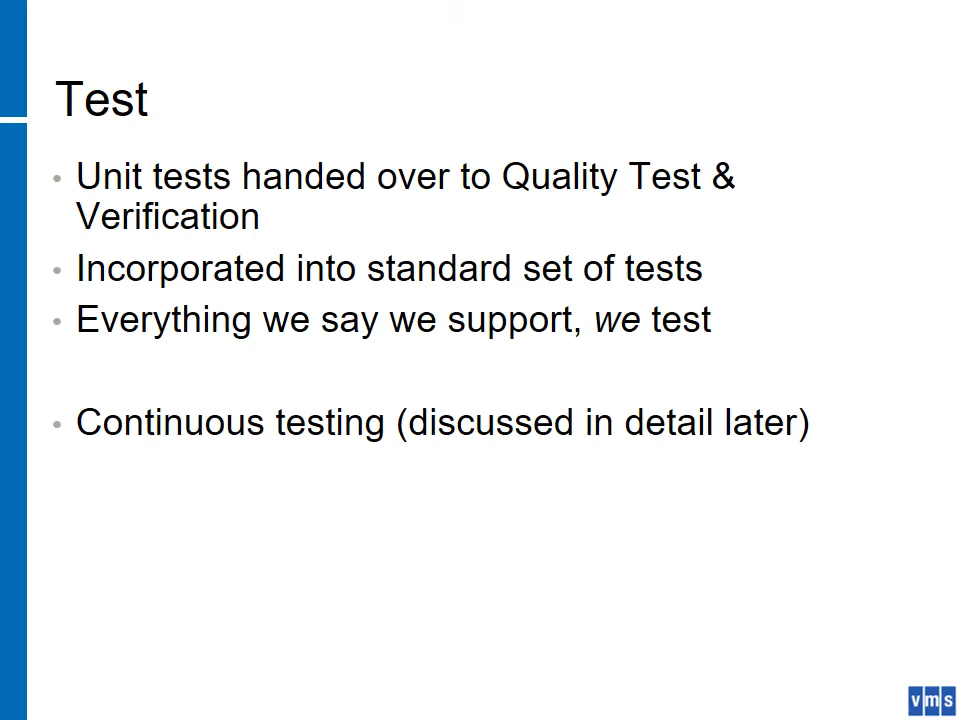 Test
• Unit tests handed over to Quality Test &
Verification
• Incorporated into standard set of tests
• Everything we say we support, we test
• Continuous testing (discussed in detail later)
vms